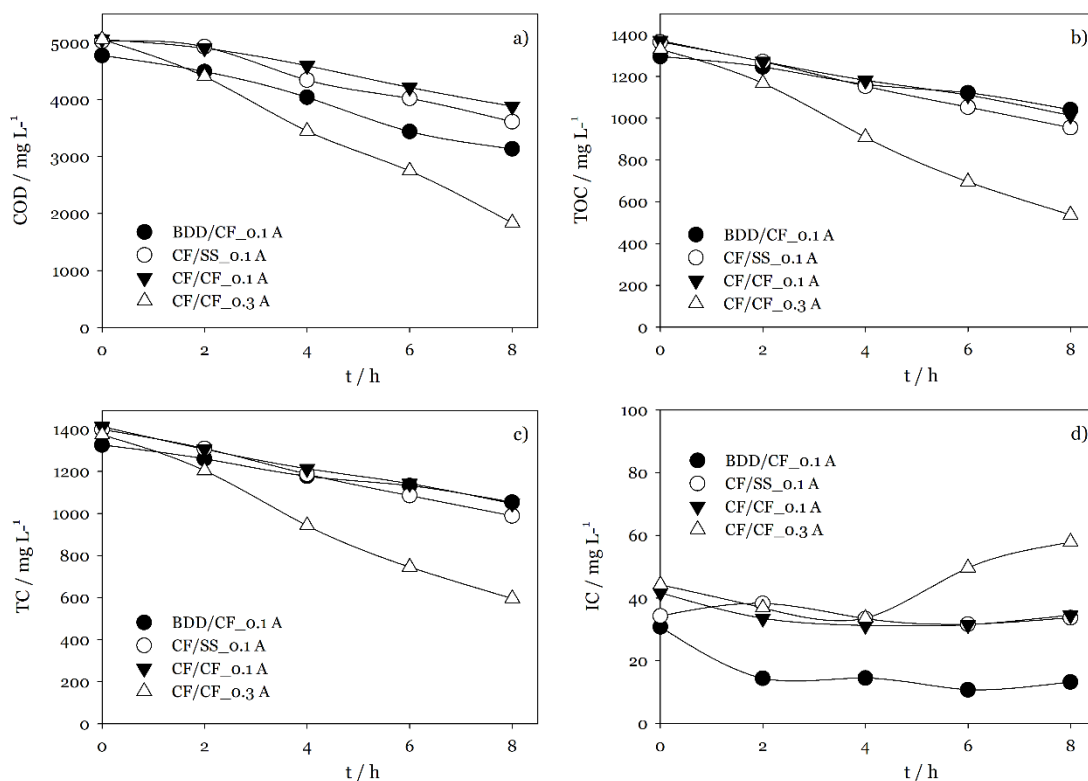 a)
COD / mg L-¹
5000
4000
3000
2000
1000
0
BDD/CF_0.1 A
CF/SS_0.1 A
CF/CF_0.1 A
CF/CF_0.3 A
0 2 4 6 8
t / h
b)
TOC / mg L-¹
1400
1200
1000
800
600
400
200
0
BDD/CF_0.1 A
CF/SS_0.1 A
CF/CF_0.1 A
CF/CF_0.3 A
0 2 4 6 8
t / h
c)
TC / mg L-¹
1400
1200
1000
800
600
400
200
0
BDD/CF_0.1 A
CF/SS_0.1 A
CF/CF_0.1 A
CF/CF_0.3 A
0 2 4 6 8
t / h
d)
IC / mg L-¹
100
80
60
40
20
0
BDD/CF_0.1 A
CF/SS_0.1 A
CF/CF_0.1 A
CF/CF_0.3 A
0 2 4 6 8
t / h